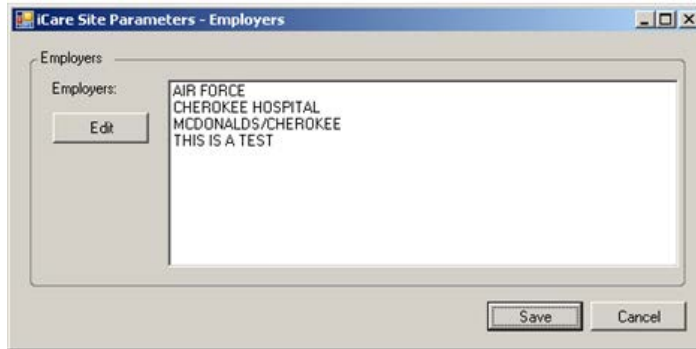 iCare Site Parameters - Employers
Employers
Employers:
Edit
AIR FORCE
CHEROKEE HOSPITAL
MCDONALDS/CHEROKEE
THIS IS A TEST
Save
Cancel